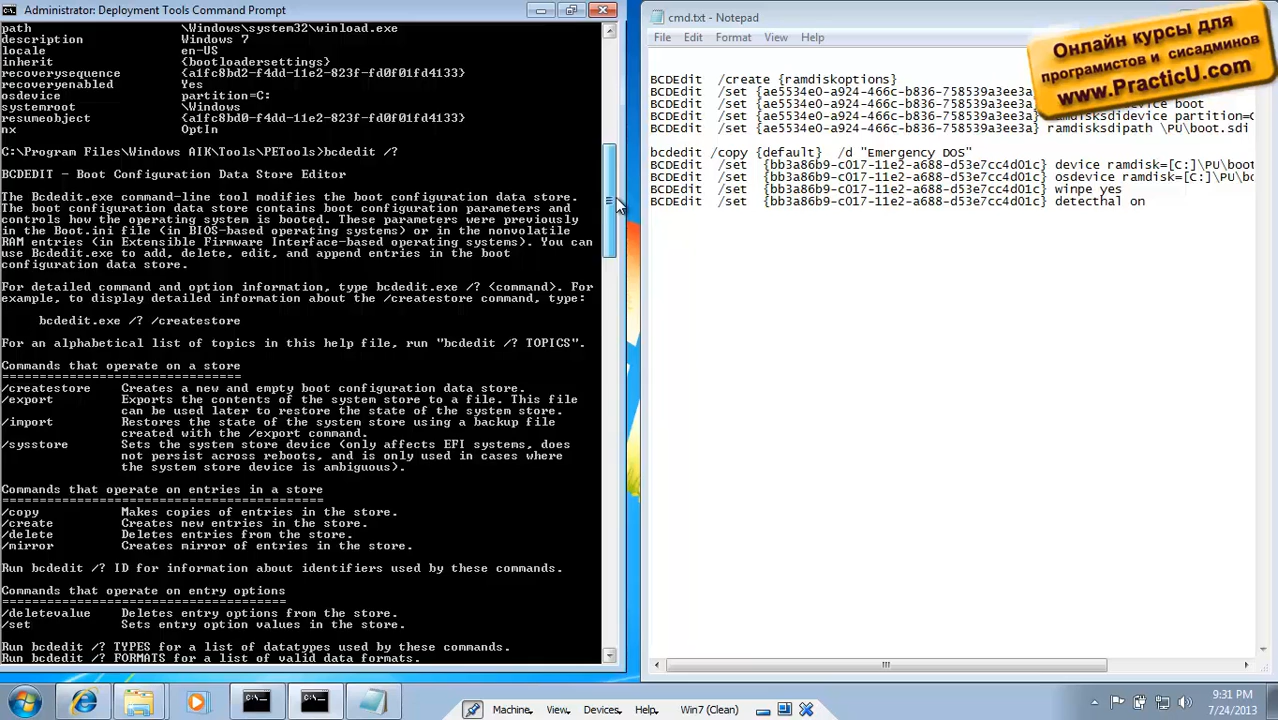 Administrator: Deployment Tools Command Prompt
path \Windows\system32\winload.exe
description Windows 7
locale en-US
inherit {bootloadersettings}
recoverysequence {a1fc8bd2-f4dd-11e2-823f-fd0f01fd4133}
recoveryenabled Yes
osdevice partition=C:
systemroot \Windows
resumeobject {a1fc8bd0-f4dd-11e2-823f-fd0f01fd4133}
nx OptIn
C:\Program Files\Windows AIK\Tools\PETools>bcdedit /?
BCDEDIT - Boot Configuration Data Store Editor
The Bcdedit.exe command-line tool modifies the boot configuration data store.
The boot configuration data store contains boot configuration parameters and
controls how the operating system is booted. These parameters were previously
in the Boot.ini file (in BIOS-based operating systems) or in the nonvolatile
RAM entries (in Extensible Firmware Interface-based operating systems). You can
use Bcdedit.exe to add, delete, edit, and append entries in the boot
configuration data store.
For detailed command and option information, type bcdedit.exe /? <command>. For
example, to display detailed information about the /createstore command, type:
bcdedit.exe /? /createstore
For an alphabetical list of topics in this help file, run "bcdedit /? TOPICS".
Commands that operate on a store
================================
/createstore Creates a new and empty boot configuration data store.
/export Exports the contents of the system store to a file. This file
can be used later to restore the state of the system store.
/import Restores the state of the system store using a backup file
created with the /export command.
/sysstore Sets the system store device (only affects EFI systems, does
not persist across reboots, and is only used in cases where
the system store device is ambiguous).
Commands that operate on entries in a store
===========================================
/copy Makes copies of entries in the store.
/create Creates new entries in the store.
/delete Deletes entries from the store.
/mirror Creates mirror of entries in the store.
Run bcdedit /? ID for information about identifiers used by these commands.
Commands that operate on entry options
======================================
/deletevalue Deletes entry options from the store.
/set Sets entry option values in the store.
Run bcdedit /? TYPES for a list of datatypes used by these commands.
Run bcdedit /? FORMATS for a list of valid data formats.
cmd.txt - Notepad
File Edit Format View Help
BCDEdit /create {ramdiskoptions}
BCDEdit /set {ae5534e0-a924-466c-b836-758539a3ee3a}
BCDEdit /set {ae5534e0-a924-466c-b836-758539a3ee3a} device boot
BCDEdit /set {ae5534e0-a924-466c-b836-758539a3ee3a} ramdisksdidevice partition=C
BCDEdit /set {ae5534e0-a924-466c-b836-758539a3ee3a} ramdisksdipath \PU\boot.sdi
bcdedit /copy {default} /d "Emergency DOS"
BCDEdit /set {bb3a86b9-c017-11e2-a688-d53e7cc4d01c} device ramdisk=[C:]\PU\boot
BCDEdit /set {bb3a86b9-c017-11e2-a688-d53e7cc4d01c} osdevice ramdisk=[C:]\PU\bo
BCDEdit /set {bb3a86b9-c017-11e2-a688-d53e7cc4d01c} winpe yes
BCDEdit /set {bb3a86b9-c017-11e2-a688-d53e7cc4d01c} detecthal on
Онлайн курсы для
програмистов и сисадминов
www.PracticU.com
Machine View Devices Help Win7 (Clean)
9:31 PM
7/24/2013